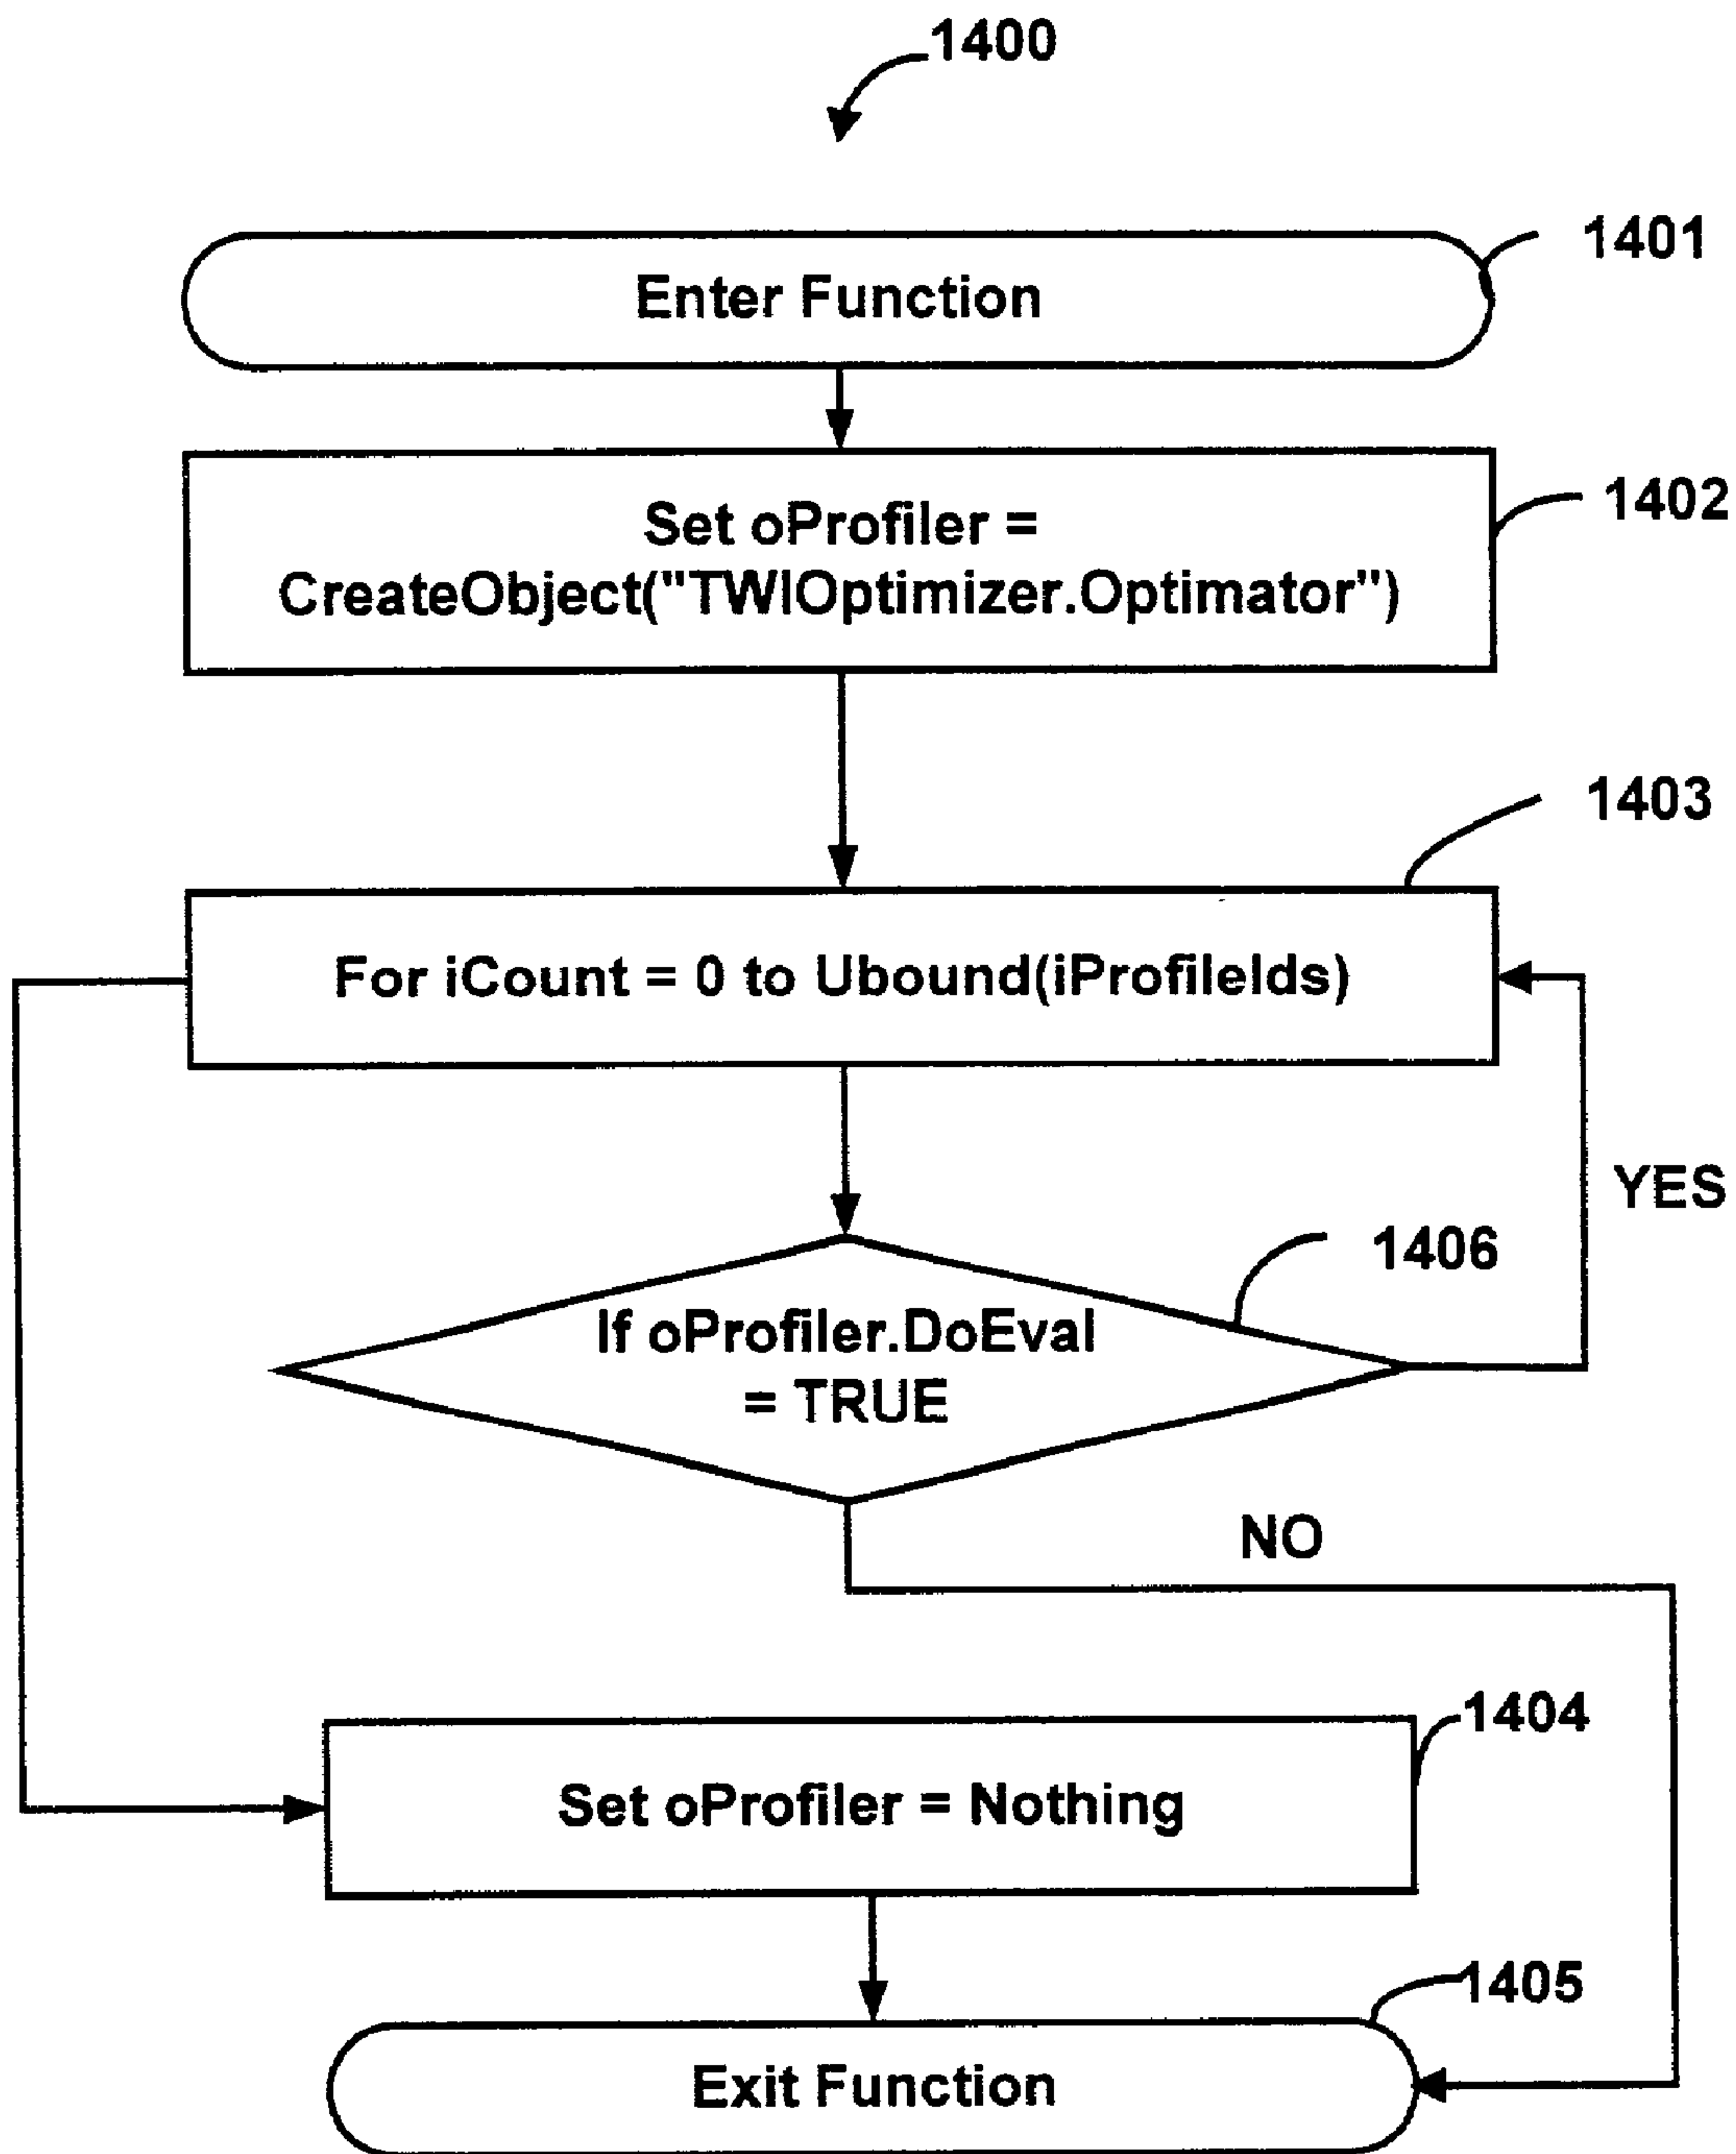 1400
1401
Enter Function
1402
Set oProfiler =
CreateObject("TWIOptimizer.Optimator")
1403
For iCount = 0 to Ubound(iProfileIds)
YES
1406
If oProfiler.DoEval
= TRUE
NO
1404
Set oProfiler = Nothing
1405
Exit Function